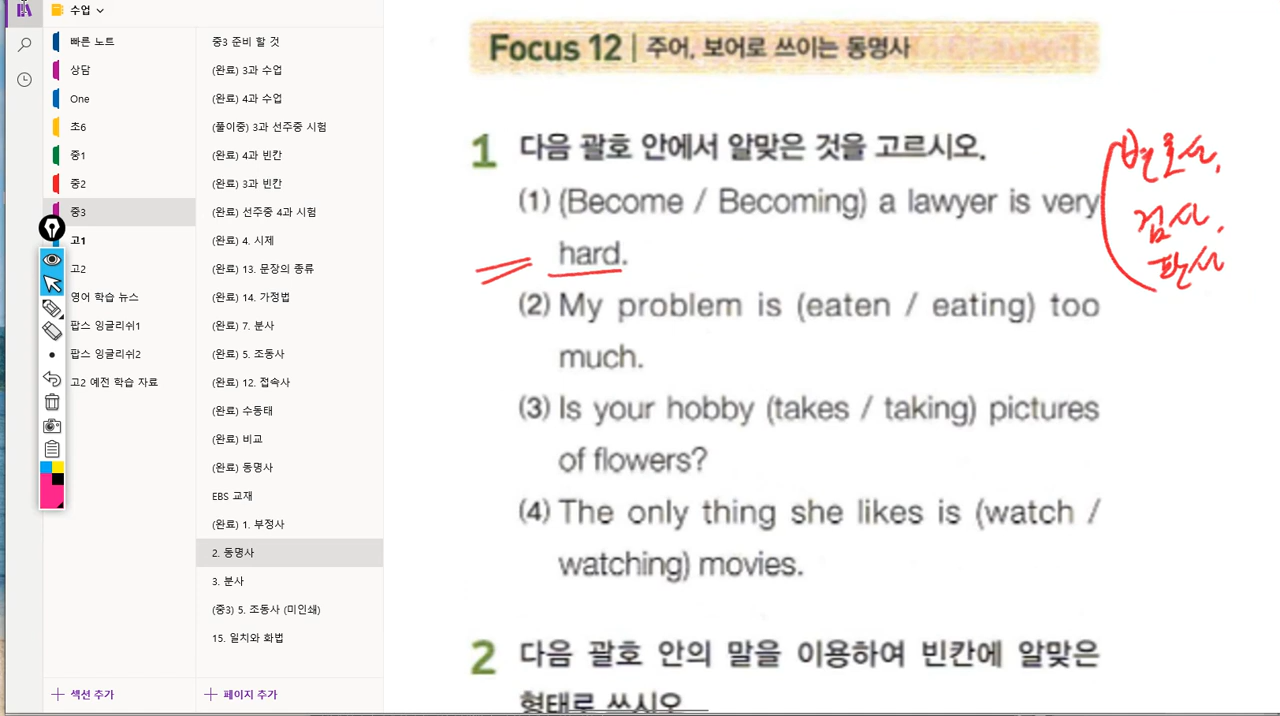 수업
빠른 노트
상담
One
초6
중1
중2
중3
고1
고2
영어 학습 뉴스
팝스 잉글리쉬1
팝스 잉글리쉬2
고2 예전 학습 자료
섹션 추가
중3 준비 할 것
(완료) 3과 수업
(완료) 4과 수업
(풀이중) 3과 선주중 시험
(완료) 4과 빈칸
(완료) 3과 빈칸
(완료) 선주중 4과 시험
(완료) 4. 시제
(완료) 13. 문장의 종류
(완료) 14. 가정법
(완료) 7. 분사
(완료) 5. 조동사
(완료) 12. 접속사
(완료) 수동태
(완료) 비교
(완료) 동명사
EBS 교재
(완료) 1. 부정사
2. 동명사
3. 분사
(중3) 5. 조동사 (미인쇄)
15. 일치와 화법
페이지 추가
Focus 12 | 주어, 보어로 쓰이는 동명사
1 다음 괄호 안에서 알맞은 것을 고르시오.
(1) (Become / Becoming) a lawyer is very
hard.
(2) My problem is (eaten / eating) too
much.
(3) Is your hobby (takes / taking) pictures
of flowers?
(4) The only thing she likes is (watch /
watching) movies.
2 다음 괄호 안의 말을 이용하여 빈칸에 알맞은
형태로 쓰시오
변호사,
검사,
판사